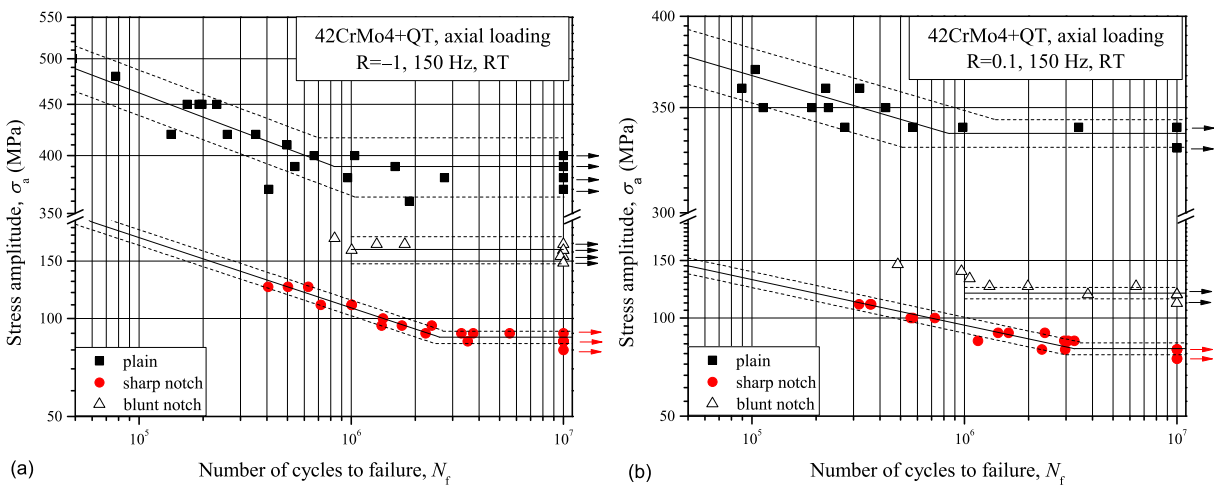 550
500
450
400
350
150
100
50
Stress amplitude, σa (MPa)
42CrMo4+QT, axial loading
R=–1, 150 Hz, RT
plain
sharp notch
blunt notch
10^5
10^6
10^7
Number of cycles to failure, Nf
(a)
400
350
300
150
100
50
Stress amplitude, σa (MPa)
42CrMo4+QT, axial loading
R=0.1, 150 Hz, RT
plain
sharp notch
blunt notch
10^5
10^6
10^7
Number of cycles to failure, Nf
(b)